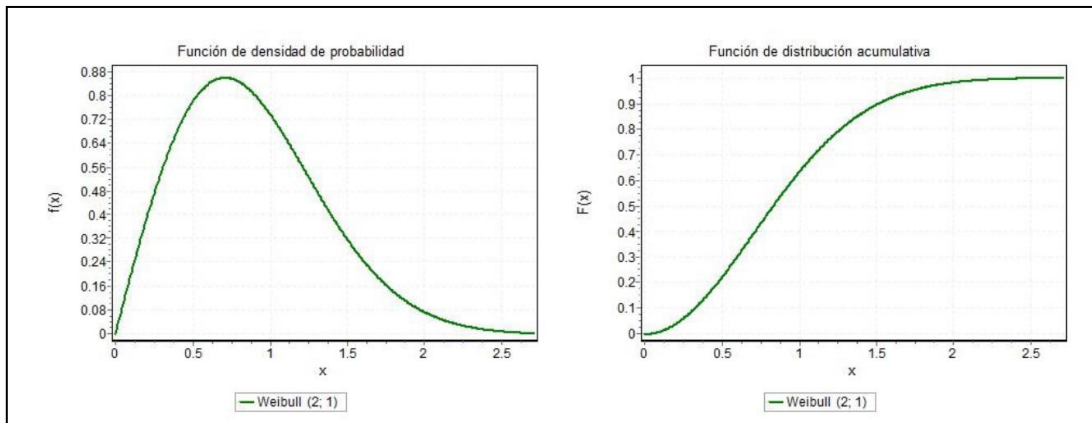 Función de densidad de probabilidad
f(x)
0.88
0.8
0.72
0.64
0.56
0.48
0.4
0.32
0.24
0.16
0.08
0
0 0.5 1 1.5 2 2.5
x
Weibull (2; 1)
Función de distribución acumulativa
F(x)
1
0.9
0.8
0.7
0.6
0.5
0.4
0.3
0.2
0.1
0
0 0.5 1 1.5 2 2.5
x
Weibull (2; 1)